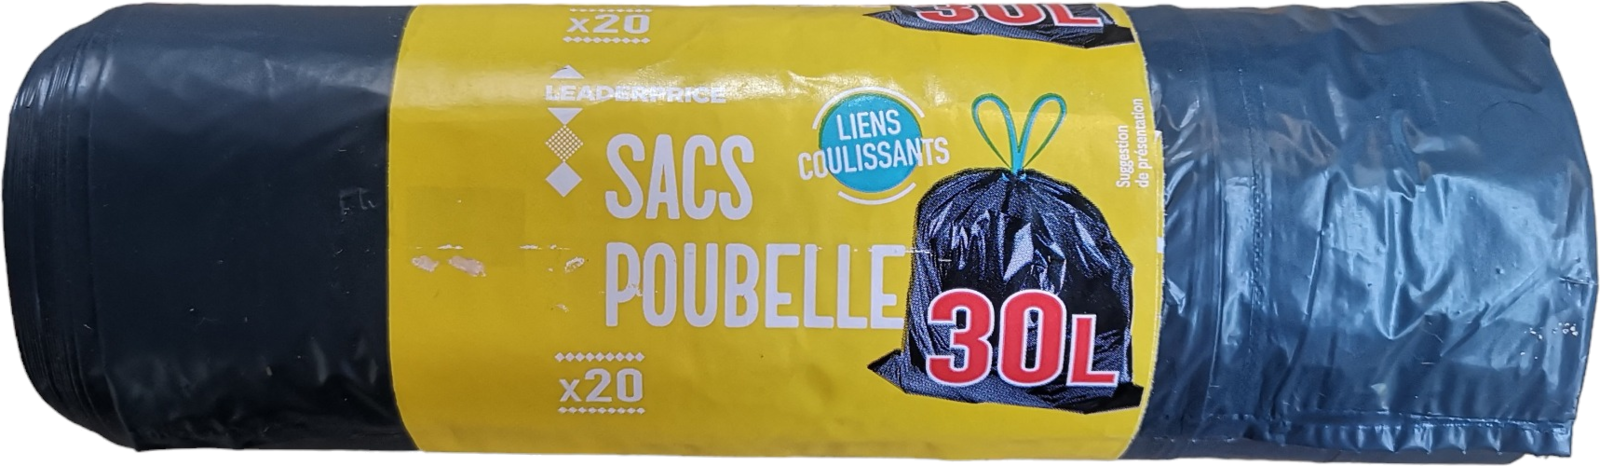 x20
30L
LEADERPRICE
SACS
POUBELLE
LIENS
COULISSANTS
Suggestion
de présentation
30L
x20